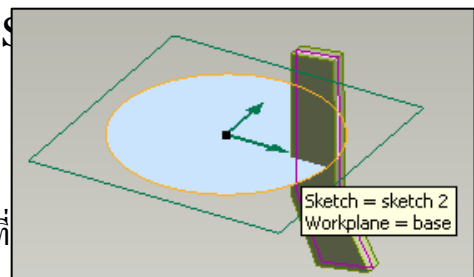 Sketch = sketch 2
Workplane = base